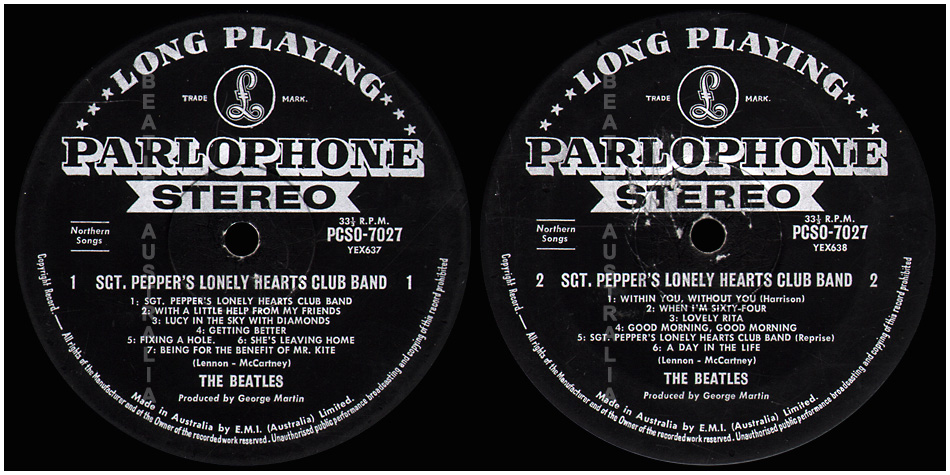 LONG PLAYING
TRADE MARK.
£
PARLOPHONE
STEREO
Northern
Songs
33⅓ R.P.M.
PCSO-7027
YEX637
1 SGT. PEPPER'S LONELY HEARTS CLUB BAND 1
1: SGT. PEPPER'S LONELY HEARTS CLUB BAND
2: WITH A LITTLE HELP FROM MY FRIENDS
3: LUCY IN THE SKY WITH DIAMONDS
4: GETTING BETTER
5: FIXING A HOLE. 6: SHE'S LEAVING HOME
7: BEING FOR THE BENEFIT OF MR. KITE
(Lennon - McCartney)
THE BEATLES
Produced by George Martin
Made in Australia by E.M.I. (Australia) Limited.
Copyright Record.— All rights of the Manufacturer and of the Owner of the recorded work reserved. Unauthorised public performance broadcasting and copying of this record prohibited
BEAT AUSTRALIA
LONG PLAYING
TRADE MARK.
£
PARLOPHONE
STEREO
Northern
Songs
33⅓ R.P.M.
PCSO-7027
YEX638
2 SGT. PEPPER'S LONELY HEARTS CLUB BAND 2
1: WITHIN YOU, WITHOUT YOU (Harrison)
2: WHEN I'M SIXTY-FOUR
3: LOVELY RITA
4: GOOD MORNING, GOOD MORNING
5: SGT. PEPPER'S LONELY HEARTS CLUB BAND (Reprise)
6: A DAY IN THE LIFE
(Lennon - McCartney)
THE BEATLES
Produced by George Martin
Made in Australia by E.M.I. (Australia) Limited.
Copyright Record.— All rights of the Manufacturer and of the Owner of the recorded work reserved. Unauthorised public performance broadcasting and copying of this record prohibited
BEAT AUSTRALIA